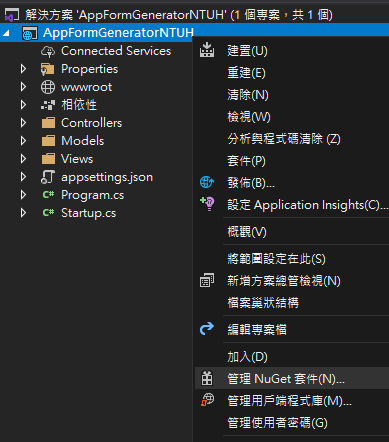 解決方案 'AppFormGeneratorNTUH' (1 個專案，共 1 個)
AppFormGeneratorNTUH
Connected Services
Properties
wwwroot
相依性
Controllers
Models
Views
appsettings.json
C# Program.cs
C# Startup.cs
建置(U)
重建(E)
清除(N)
檢視(W)
分析與程式碼清除 (Z)
套件(P)
發佈(B)...
設定 Application Insights(C)...
概觀(V)
將範圍設定在此(S)
新增方案總管檢視(N)
檔案巢狀結構
編輯專案檔
加入(D)
管理 NuGet 套件(N)...
管理用戶端程式庫(M)...
管理使用者密碼(G)